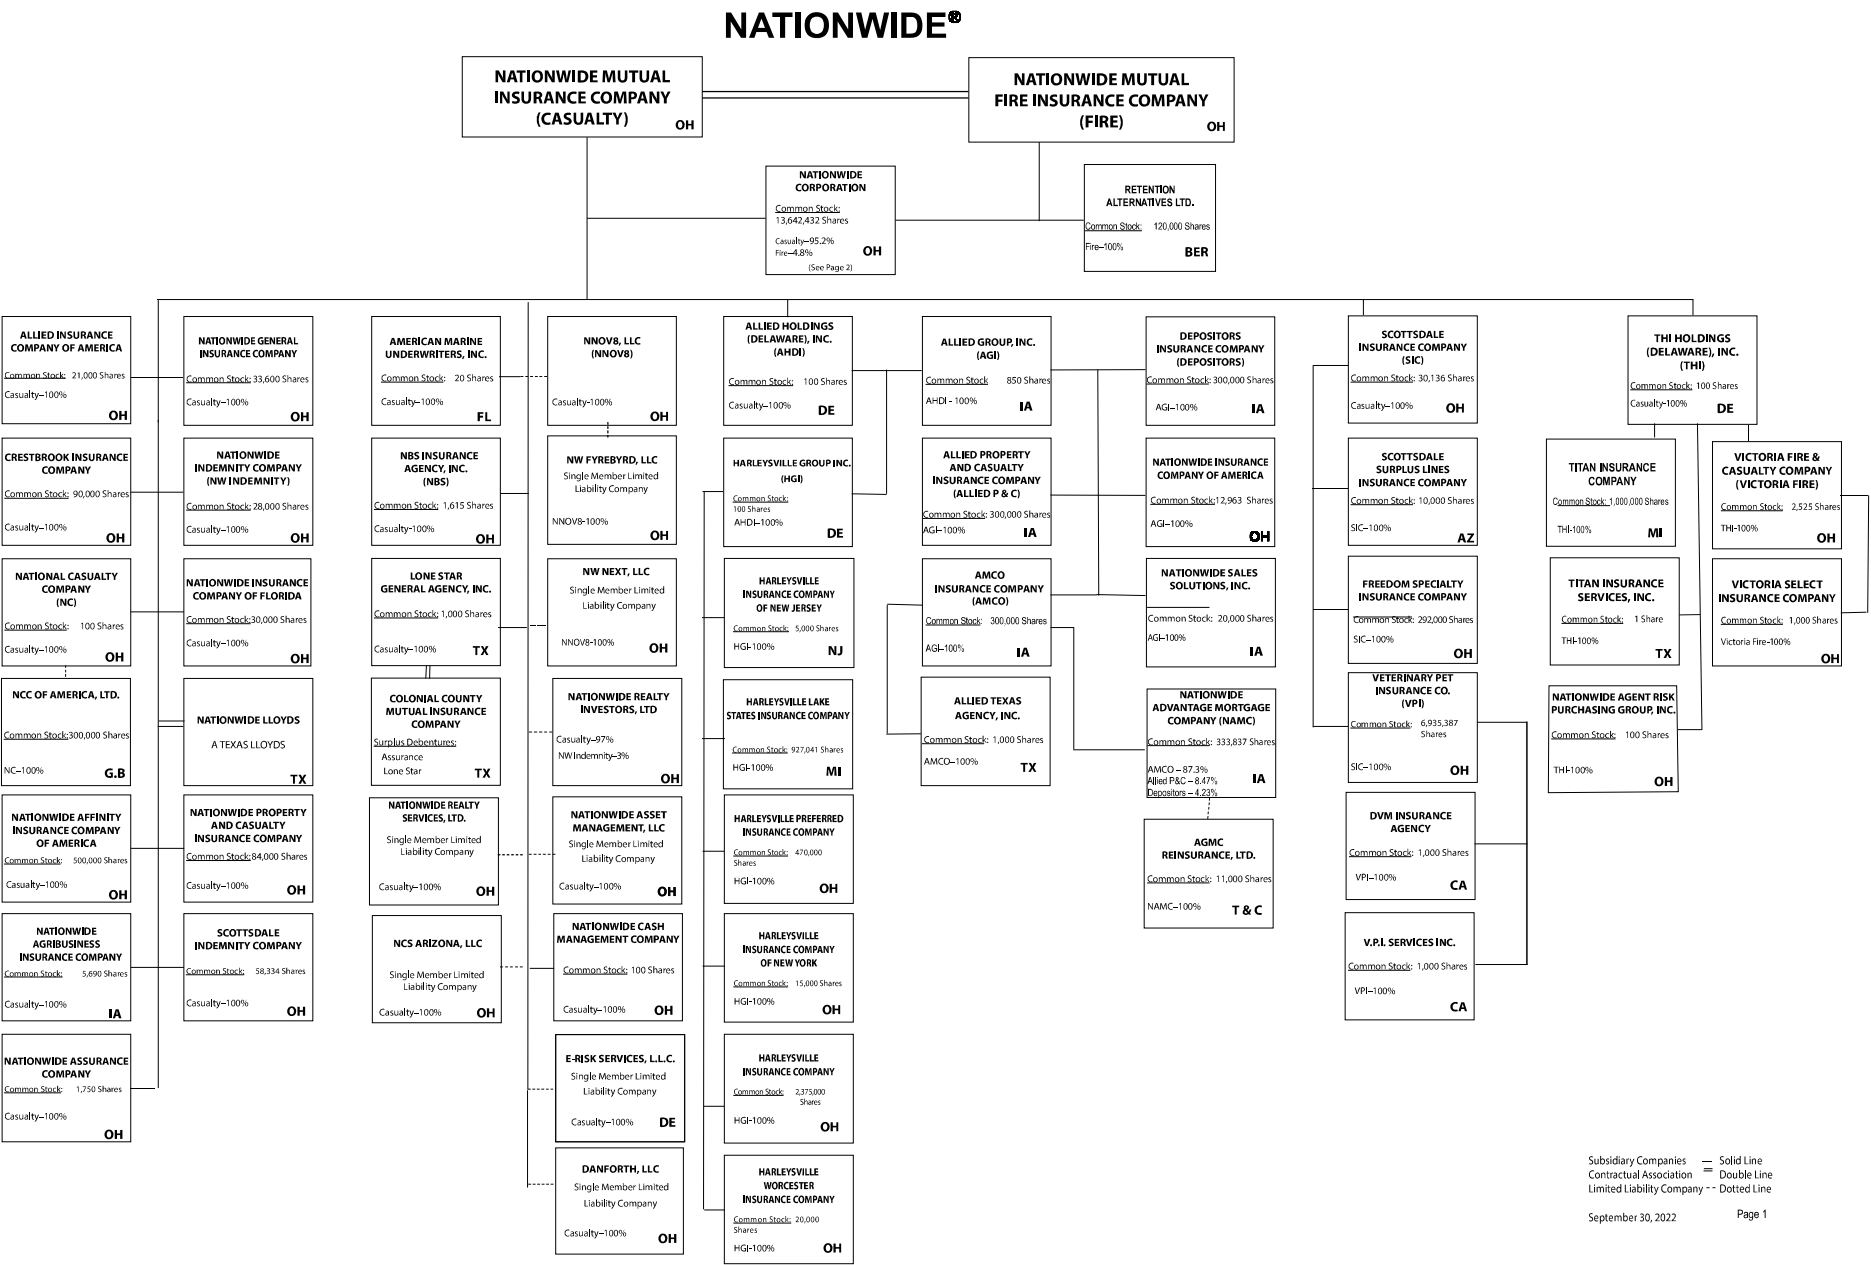 NATIONWIDE®
NATIONWIDE MUTUAL
INSURANCE COMPANY
(CASUALTY)
OH
NATIONWIDE MUTUAL
FIRE INSURANCE COMPANY
(FIRE)
OH
NATIONWIDE
CORPORATION
Common Stock:
13,642,432 Shares
Casualty–95.2%
Fire–4.8%
OH
(See Page 2)
RETENTION
ALTERNATIVES LTD.
Common Stock: 120,000 Shares
Fire–100%
BER
ALLIED INSURANCE
COMPANY OF AMERICA
Common Stock: 21,000 Shares
Casualty–100%
OH
CRESTBROOK INSURANCE
COMPANY
Common Stock: 90,000 Shares
Casualty–100%
OH
NATIONAL CASUALTY
COMPANY
(NC)
Common Stock: 100 Shares
Casualty–100%
OH
NCC OF AMERICA, LTD.
Common Stock:300,000 Shares
NC–100%
G.B
NATIONWIDE AFFINITY
INSURANCE COMPANY
OF AMERICA
Common Stock: 500,000 Shares
Casualty–100%
OH
NATIONWIDE
AGRIBUSINESS
INSURANCE COMPANY
Common Stock: 5,690 Shares
Casualty–100%
IA
NATIONWIDE ASSURANCE
COMPANY
Common Stock: 1,750 Shares
Casualty–100%
OH
NATIONWIDE GENERAL
INSURANCE COMPANY
Common Stock: 33,600 Shares
Casualty–100%
OH
NATIONWIDE
INDEMNITY COMPANY
(NW INDEMNITY)
Common Stock: 28,000 Shares
Casualty–100%
OH
NATIONWIDE INSURANCE
COMPANY OF FLORIDA
Common Stock:30,000 Shares
Casualty–100%
OH
NATIONWIDE LLOYDS
A TEXAS LLOYDS
TX
NATIONWIDE PROPERTY
AND CASUALTY
INSURANCE COMPANY
Common Stock:84,000 Shares
Casualty–100%
OH
SCOTTSDALE
INDEMNITY COMPANY
Common Stock: 58,334 Shares
Casualty–100%
OH
AMERICAN MARINE
UNDERWRITERS, INC.
Common Stock: 20 Shares
Casualty–100%
FL
NBS INSURANCE
AGENCY, INC.
(NBS)
Common Stock: 1,615 Shares
Casualty–100%
OH
LONE STAR
GENERAL AGENCY, INC.
Common Stock: 1,000 Shares
Casualty–100%
TX
COLONIAL COUNTY
MUTUAL INSURANCE
COMPANY
Surplus Debentures:
Assurance
Lone Star
TX
NATIONWIDE REALTY
SERVICES, LTD.
Single Member Limited
Liability Company
Casualty–100%
OH
NCS ARIZONA, LLC
Single Member Limited
Liability Company
Casualty–100%
OH
NNOV8, LLC
(NNOV8)
Casualty–100%
OH
NW FYREBYRD, LLC
Single Member Limited
Liability Company
NNOV8-100%
OH
NW NEXT, LLC
Single Member Limited
Liability Company
NNOV8-100%
OH
NATIONWIDE REALTY
INVESTORS, LTD
Casualty–97%
NW Indemnity–3%
OH
NATIONWIDE ASSET
MANAGEMENT, LLC
Single Member Limited
Liability Company
Casualty–100%
OH
NATIONWIDE CASH
MANAGEMENT COMPANY
Common Stock: 100 Shares
Casualty–100%
OH
E-RISK SERVICES, L.L.C.
Single Member Limited
Liability Company
Casualty–100%
DE
DANFORTH, LLC
Single Member Limited
Liability Company
Casualty–100%
OH
ALLIED HOLDINGS
(DELAWARE), INC.
(AHDI)
Common Stock: 100 Shares
Casualty–100%
DE
HARLEYSVILLE GROUP INC.
(HGI)
Common Stock:
100 Shares
AHDI–100%
DE
HARLEYSVILLE
INSURANCE COMPANY
OF NEW JERSEY
Common Stock: 5,000 Shares
HGI-100%
NJ
HARLEYSVILLE LAKE
STATES INSURANCE COMPANY
Common Stock: 927,041 Shares
HGI-100%
MI
HARLEYSVILLE PREFERRED
INSURANCE COMPANY
Common Stock: 470,000
Shares
HGI-100%
OH
HARLEYSVILLE
INSURANCE COMPANY
OF NEW YORK
Common Stock: 15,000 Shares
HGI-100%
OH
HARLEYSVILLE
INSURANCE COMPANY
Common Stock: 2,375,000
Shares
HGI-100%
OH
HARLEYSVILLE
WORCESTER
INSURANCE COMPANY
Common Stock: 20,000
Shares
HGI-100%
OH
ALLIED GROUP, INC.
(AGI)
Common Stock 850 Shares
AHDI - 100%
IA
ALLIED PROPERTY
AND CASUALTY
INSURANCE COMPANY
(ALLIED P & C)
Common Stock: 300,000 Shares
AGI–100%
IA
AMCO
INSURANCE COMPANY
(AMCO)
Common Stock: 300,000 Shares
AGI–100%
IA
ALLIED TEXAS
AGENCY, INC.
Common Stock: 1,000 Shares
AMCO–100%
TX
DEPOSITORS
INSURANCE COMPANY
(DEPOSITORS)
Common Stock: 300,000 Shares
AGI–100%
IA
NATIONWIDE INSURANCE
COMPANY OF AMERICA
Common Stock:12,963 Shares
AGI–100%
OH
NATIONWIDE SALES
SOLUTIONS, INC.
Common Stock: 20,000 Shares
AGI–100%
IA
NATIONWIDE
ADVANTAGE MORTGAGE
COMPANY (NAMC)
Common Stock: 333,837 Shares
AMCO – 87.3%
Allied P&C – 8.47%
Depositors – 4.23%
IA
AGMC
REINSURANCE, LTD.
Common Stock: 11,000 Shares
NAMC–100%
T & C
SCOTTSDALE
INSURANCE COMPANY
(SIC)
Common Stock: 30,136 Shares
Casualty–100%
OH
SCOTTSDALE
SURPLUS LINES
INSURANCE COMPANY
Common Stock: 10,000 Shares
SIC–100%
AZ
FREEDOM SPECIALTY
INSURANCE COMPANY
Common Stock: 292,000 Shares
SIC–100%
OH
VETERINARY PET
INSURANCE CO.
(VPI)
Common Stock: 6,935,387
Shares
SIC–100%
OH
DVM INSURANCE
AGENCY
Common Stock: 1,000 Shares
VPI–100%
CA
V.P.I. SERVICES INC.
Common Stock: 1,000 Shares
VPI–100%
CA
THI HOLDINGS
(DELAWARE), INC.
(THI)
Common Stock: 100 Shares
Casualty-100%
DE
TITAN INSURANCE
COMPANY
Common Stock: 1,000,000 Shares
THI-100%
MI
TITAN INSURANCE
SERVICES, INC.
Common Stock: 1 Share
THI-100%
TX
NATIONWIDE AGENT RISK
PURCHASING GROUP, INC.
Common Stock: 100 Shares
THI-100%
OH
VICTORIA FIRE &
CASUALTY COMPANY
(VICTORIA FIRE)
Common Stock: 2,525 Shares
THI-100%
OH
VICTORIA SELECT
INSURANCE COMPANY
Common Stock: 1,000 Shares
Victoria Fire-100%
OH
Subsidiary Companies — Solid Line
Contractual Association = Double Line
Limited Liability Company -- Dotted Line
September 30, 2022 Page 1